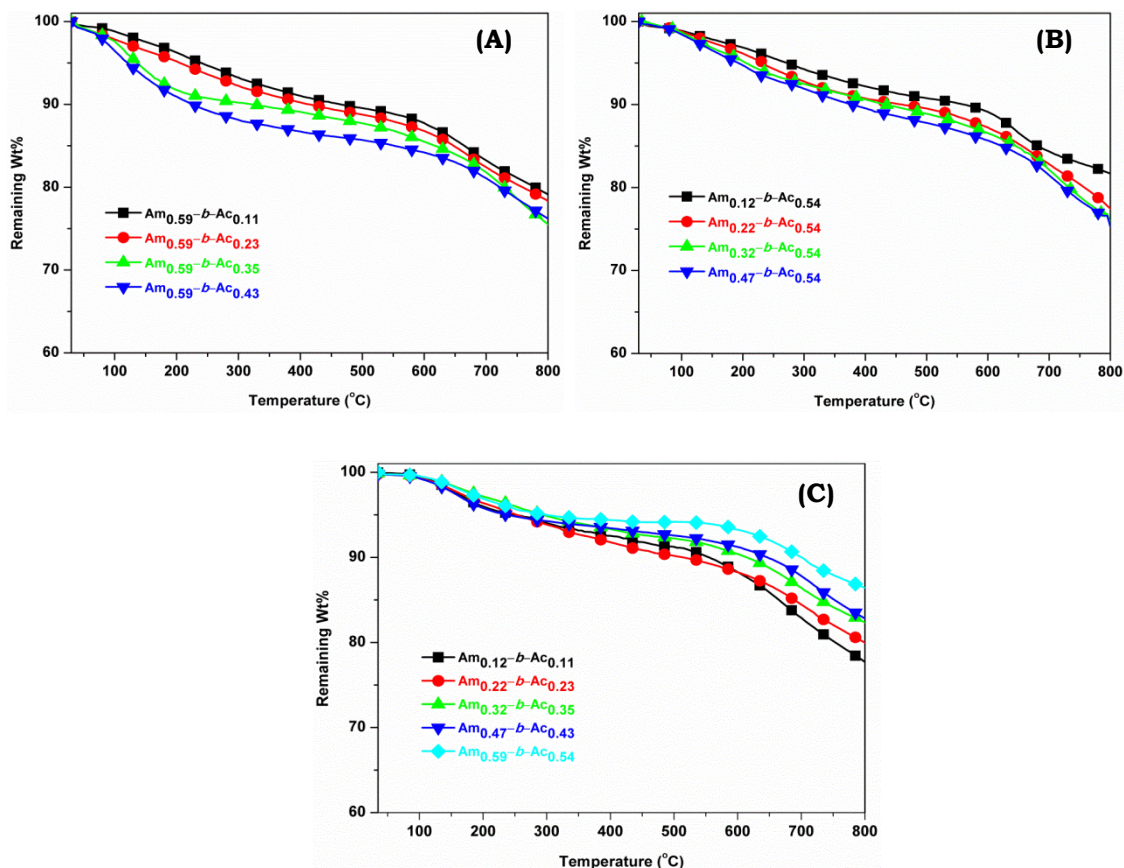 (A)
Remaining Wt%
100
90
80
70
60
Am0.59-b-Ac0.11
Am0.59-b-Ac0.23
Am0.59-b-Ac0.35
Am0.59-b-Ac0.43
100 200 300 400 500 600 700 800
Temperature (°C)
(B)
Remaining Wt%
100
90
80
70
60
Am0.12-b-Ac0.54
Am0.22-b-Ac0.54
Am0.32-b-Ac0.54
Am0.47-b-Ac0.54
100 200 300 400 500 600 700 800
Temperature (°C)
(C)
Remaining Wt%
100
90
80
70
60
Am0.12-b-Ac0.11
Am0.22-b-Ac0.23
Am0.32-b-Ac0.35
Am0.47-b-Ac0.43
Am0.59-b-Ac0.54
100 200 300 400 500 600 700 800
Temperature (°C)